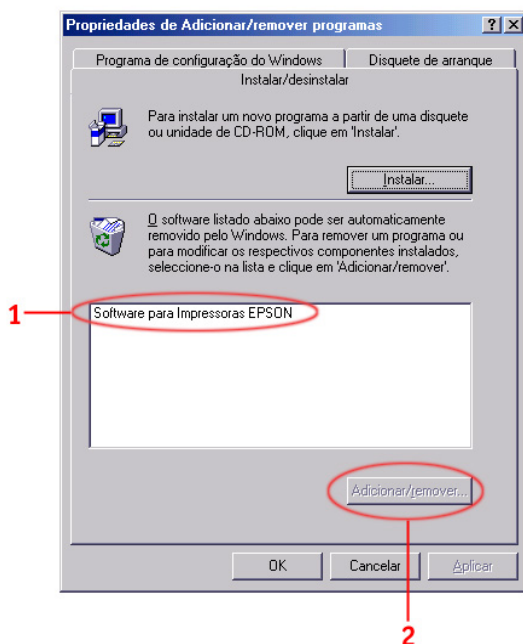 Propriedades de Adicionar/remover programas
Programa de configuração do Windows
Disquete de arranque
Instalar/desinstalar
Para instalar um novo programa a partir de uma disquete
ou unidade de CD-ROM, clique em 'Instalar'.
Instalar...
O software listado abaixo pode ser automaticamente
removido pelo Windows. Para remover um programa ou
para modificar os respectivos componentes instalados,
seleccione-o na lista e clique em 'Adicionar/remover'.
1
Software para Impressoras EPSON
Adicionar/remover...
OK
Cancelar
Aplicar
2